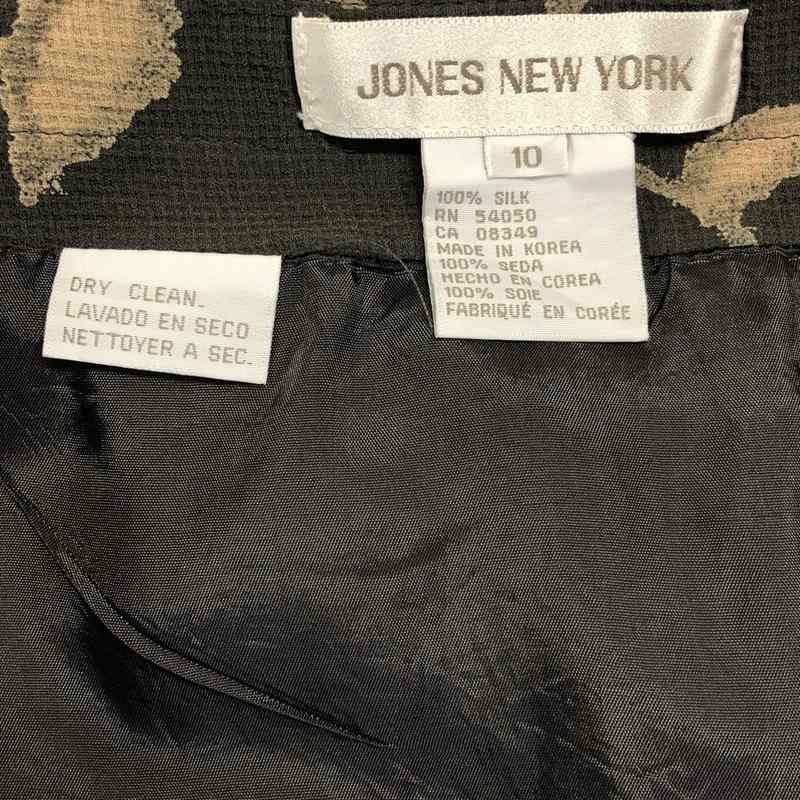 JONES NEW YORK
10
100% SILK
RN 54050
CA 08349
MADE IN KOREA
100% SEDA
HECHO EN COREA
100% SOIE
FABRIQUÉ EN CORÉE
DRY CLEAN.
LAVADO EN SECO
NETTOYER A SEC.